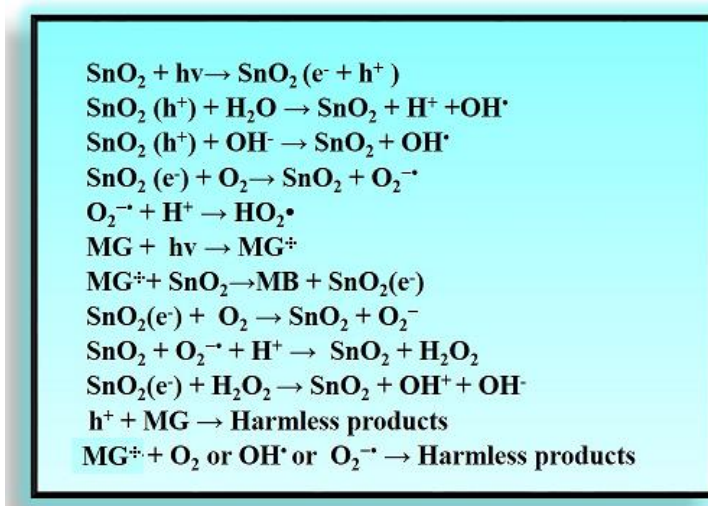 SnO₂ + hv→ SnO₂ (e⁻ + h⁺ )
SnO₂ (h⁺) + H₂O → SnO₂ + H⁺ +OH•
SnO₂ (h⁺) + OH⁻ → SnO₂ + OH•
SnO₂ (e⁻) + O₂→ SnO₂ + O₂⁻•
O₂⁻• + H⁺ → HO₂•
MG + hv → MG⁺•
MG⁺•+ SnO₂→MB + SnO₂(e⁻)
SnO₂(e⁻) + O₂ → SnO₂ + O₂⁻
SnO₂ + O₂⁻• + H⁺ → SnO₂ + H₂O₂
SnO₂(e⁻) + H₂O₂ → SnO₂ + OH⁺ + OH⁻
h⁺ + MG → Harmless products
MG⁺• + O₂ or OH• or O₂⁻• → Harmless products